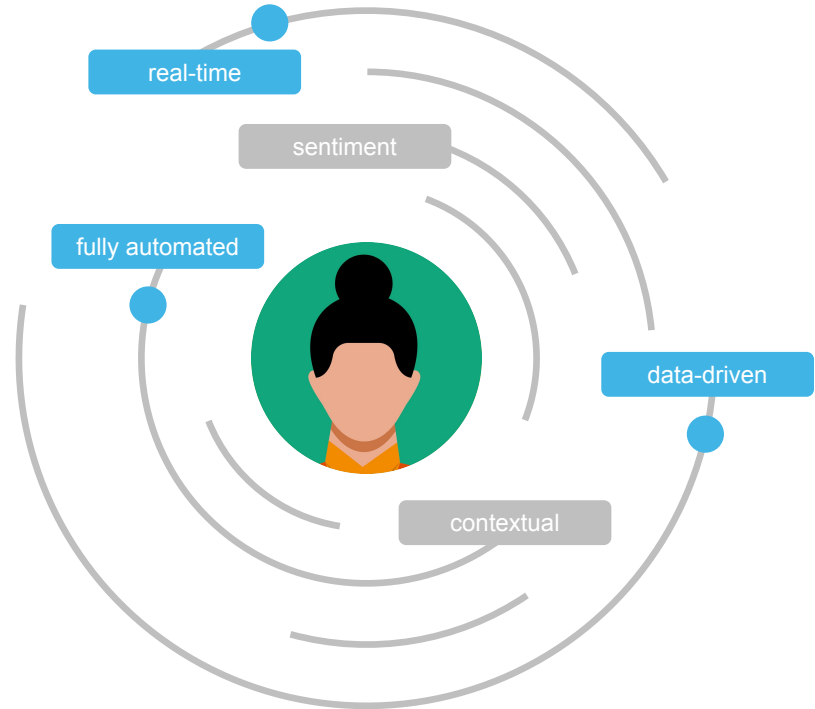 real-time
sentiment
fully automated
data-driven
contextual